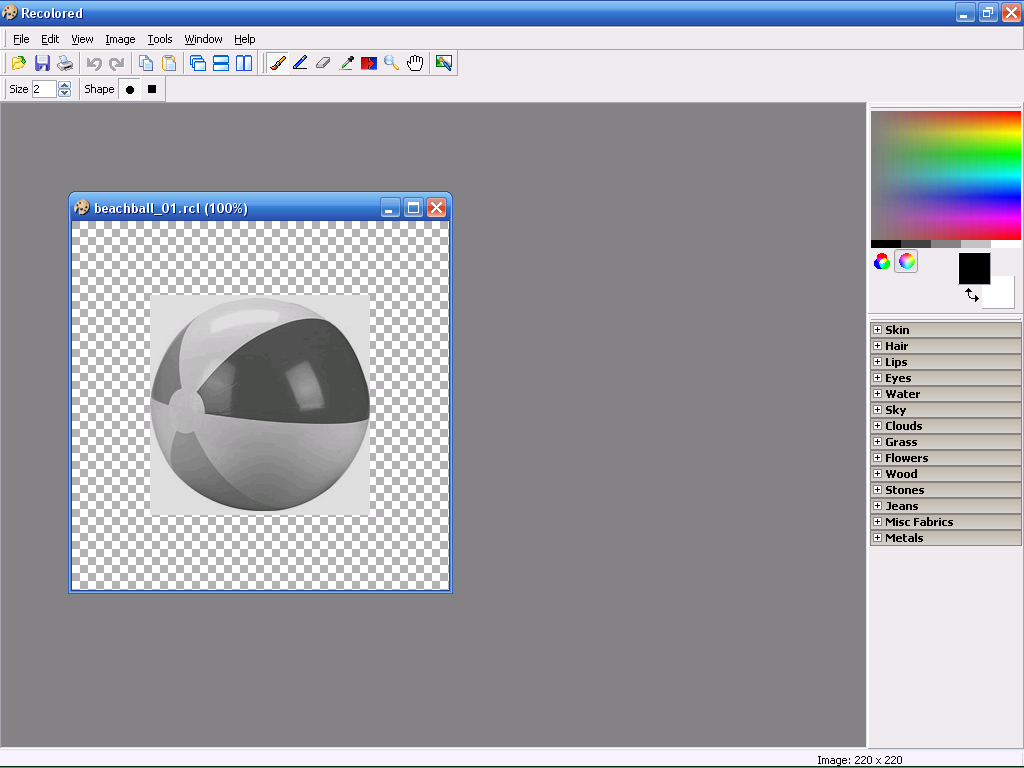 Recolored
File Edit View Image Tools Window Help
Size 2 Shape
beachball_01.rcl (100%)
Skin
Hair
Lips
Eyes
Water
Sky
Clouds
Grass
Flowers
Wood
Stones
Jeans
Misc Fabrics
Metals
Image: 220 x 220